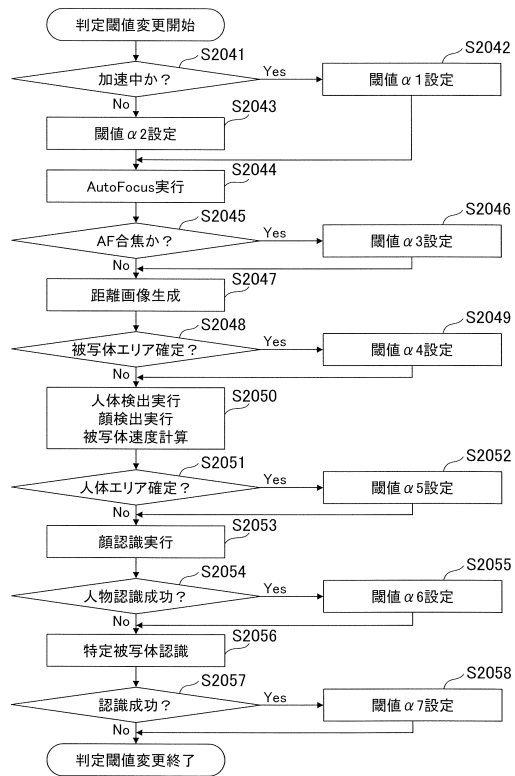 判定閾値変更開始
S2041
加速中か？
Yes
S2042
閾値α1設定
No
S2043
閾値α2設定
S2044
AutoFocus実行
S2045
AF合焦か？
Yes
S2046
閾値α3設定
No
S2047
距離画像生成
S2048
被写体エリア確定？
Yes
S2049
閾値α4設定
No
S2050
人体検出実行
顔検出実行
被写体速度計算
S2051
人体エリア確定？
Yes
S2052
閾値α5設定
No
S2053
顔認識実行
S2054
人物認識成功？
Yes
S2055
閾値α6設定
No
S2056
特定被写体認識
S2057
認識成功？
Yes
S2058
閾値α7設定
No
判定閾値変更終了